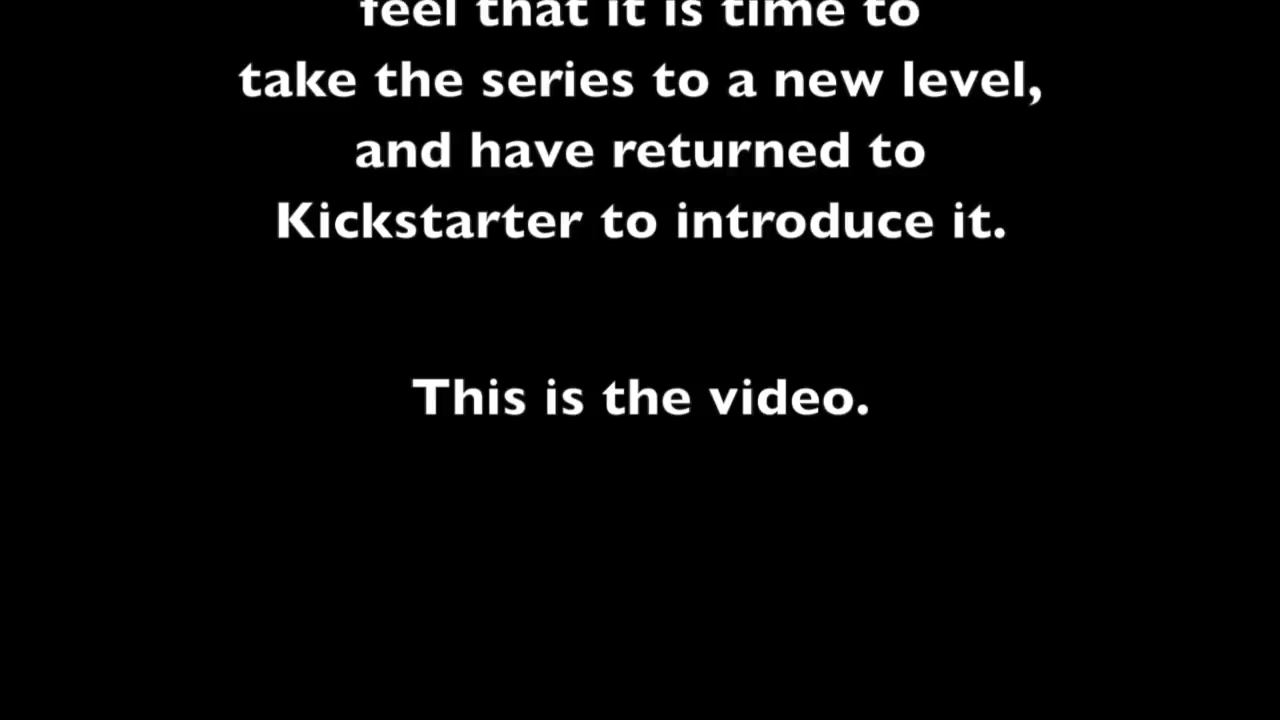 feel that it is time to
take the series to a new level,
and have returned to
Kickstarter to introduce it.
This is the video.